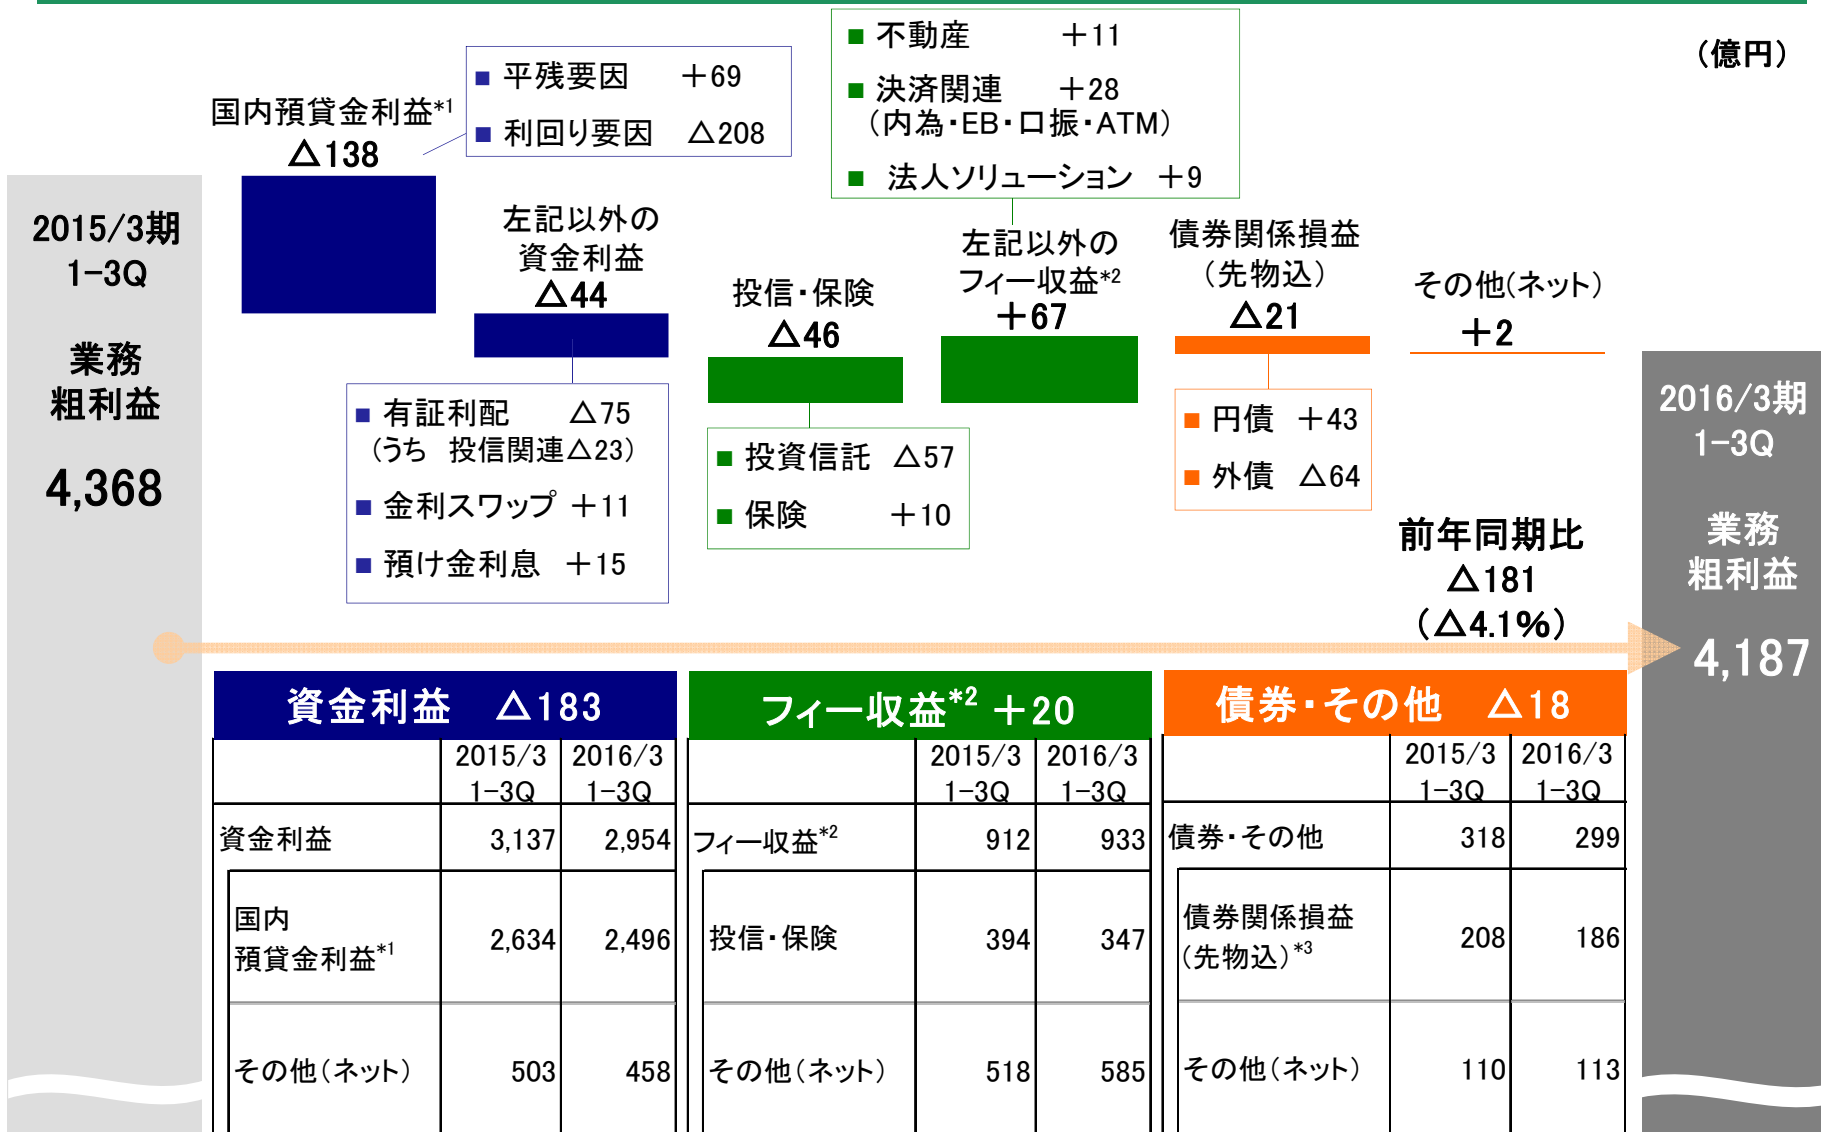 （億円）
2015/3期
1-3Q
業務
粗利益
4,368
国内預貸金利益*1
△138
■ 平残要因 ＋69
■ 利回り要因 △208
左記以外の
資金利益
△44
■ 有証利配 △75
（うち 投信関連△23）
■ 金利スワップ ＋11
■ 預け金利息 ＋15
投信・保険
△46
■ 投資信託 △57
■ 保険 ＋10
■ 不動産 ＋11
■ 決済関連 ＋28
（内為・EB・口振・ATM）
■ 法人ソリューション ＋9
左記以外の
フィー収益*2
＋67
債券関係損益
（先物込）
△21
■ 円債 ＋43
■ 外債 △64
その他（ネット）
＋2
前年同期比
△181
（△4.1%）
2016/3期
1-3Q
業務
粗利益
4,187
資金利益 △183
2015/3 2016/3
1-3Q 1-3Q
資金利益 3,137 2,954
国内
預貸金利益*1 2,634 2,496
その他（ネット） 503 458
フィー収益*2 ＋20
2015/3 2016/3
1-3Q 1-3Q
フィー収益*2 912 933
投信・保険 394 347
その他（ネット） 518 585
債券・その他 △18
2015/3 2016/3
1-3Q 1-3Q
債券・その他 318 299
債券関係損益
（先物込）*3 208 186
その他（ネット） 110 113